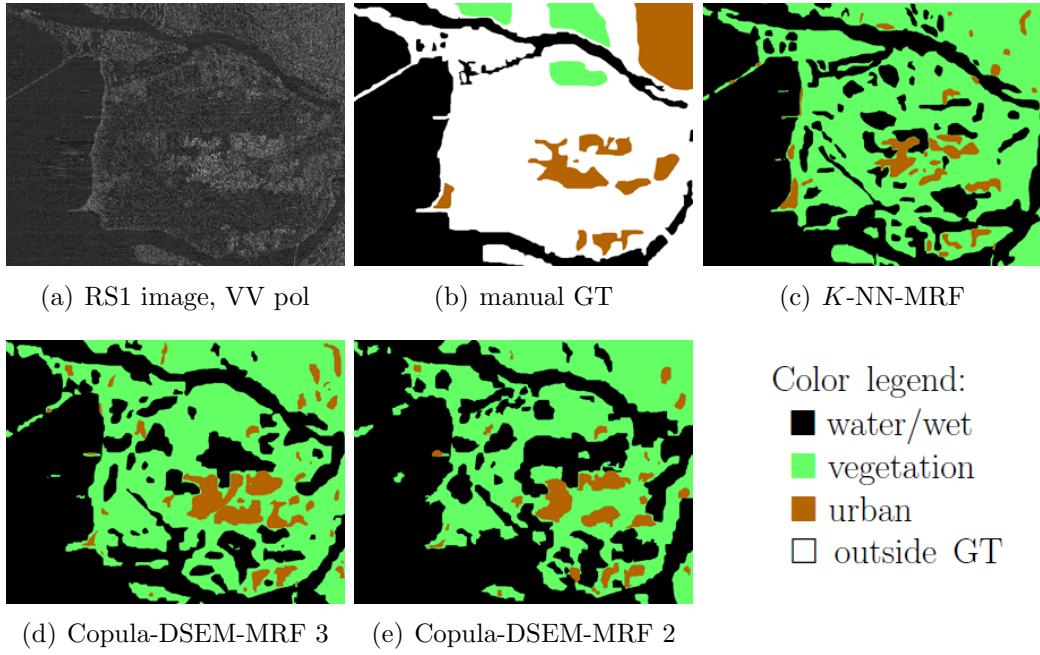 (a) RS1 image, VV pol
(b) manual GT
(c) K-NN-MRF
(d) Copula-DSEM-MRF 3
(e) Copula-DSEM-MRF 2
Color legend:
water/wet
vegetation
urban
outside GT